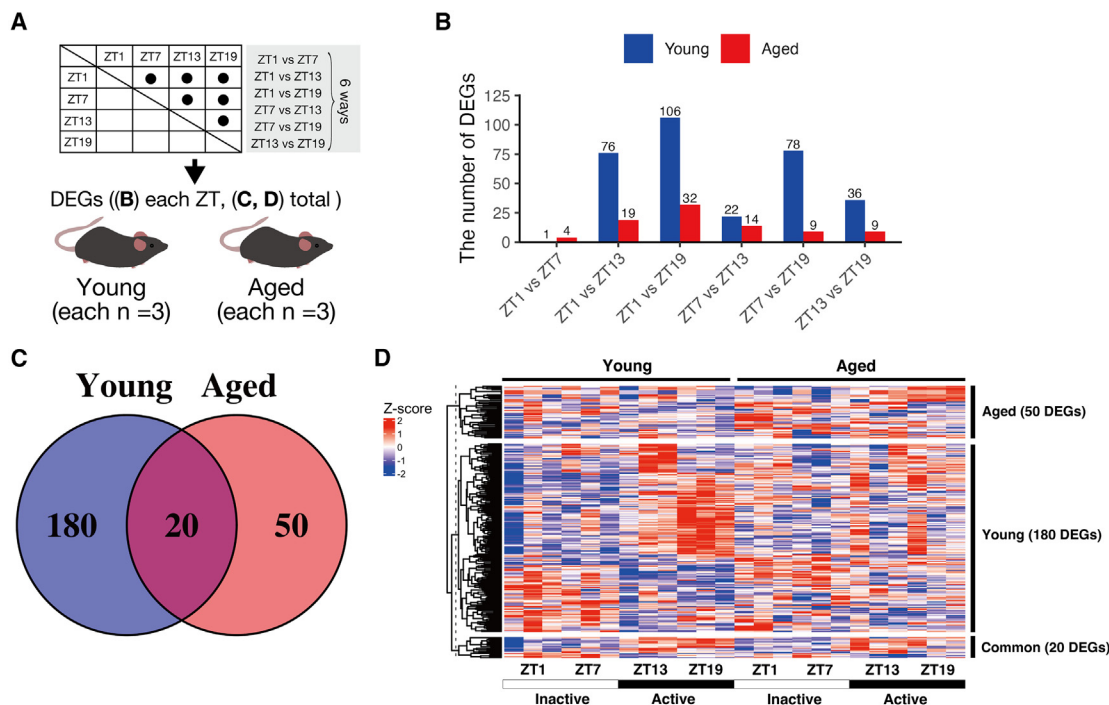 A
ZT1 ZT7 ZT13 ZT19
ZT1
ZT7
ZT13
ZT19
ZT1 vs ZT7
ZT1 vs ZT13
ZT1 vs ZT19
ZT7 vs ZT13
ZT7 vs ZT19
ZT13 vs ZT19
6 ways
DEGs ((B) each ZT, (C, D) total )
Young
(each n =3)
Aged
(each n =3)
B
Young Aged
The number of DEGs
125
100
75
50
25
0
1 4
76 19
106 32
22 14
78 9
36 9
ZT1 vs ZT7
ZT1 vs ZT13
ZT1 vs ZT19
ZT7 vs ZT13
ZT7 vs ZT19
ZT13 vs ZT19
C
Young Aged
180 20 50
D
Young Aged
Z-score
2
1
0
-1
-2
Aged (50 DEGs)
Young (180 DEGs)
Common (20 DEGs)
ZT1 ZT7 ZT13 ZT19 ZT1 ZT7 ZT13 ZT19
Inactive Active Inactive Active